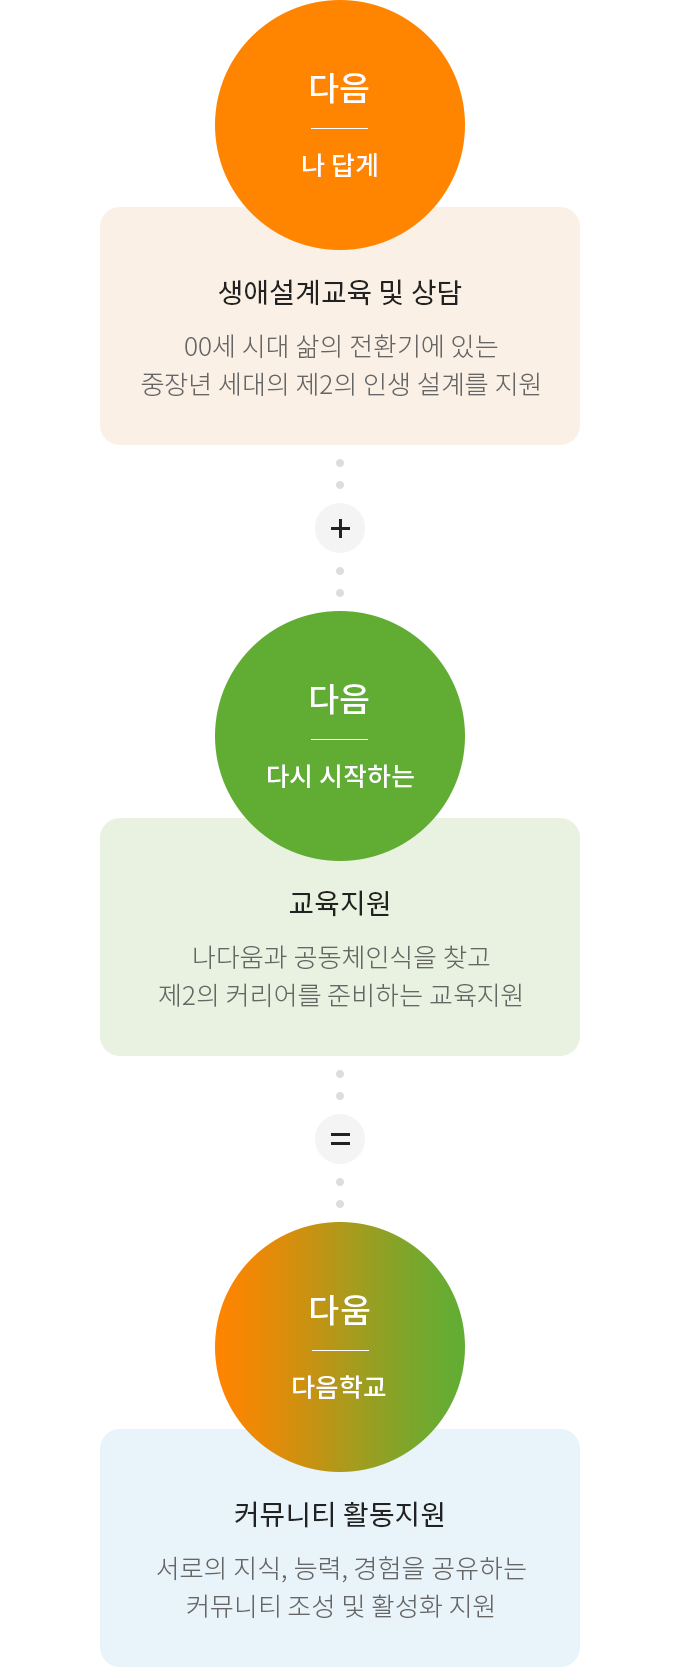 다음
나 답게
생애설계교육 및 상담
00세 시대 삶의 전환기에 있는
중장년 세대의 제2의 인생 설계를 지원
+
다음
다시 시작하는
교육지원
나다움과 공동체인식을 찾고
제2의 커리어를 준비하는 교육지원
=
다움
다음학교
커뮤니티 활동지원
서로의 지식, 능력, 경험을 공유하는
커뮤니티 조성 및 활성화 지원